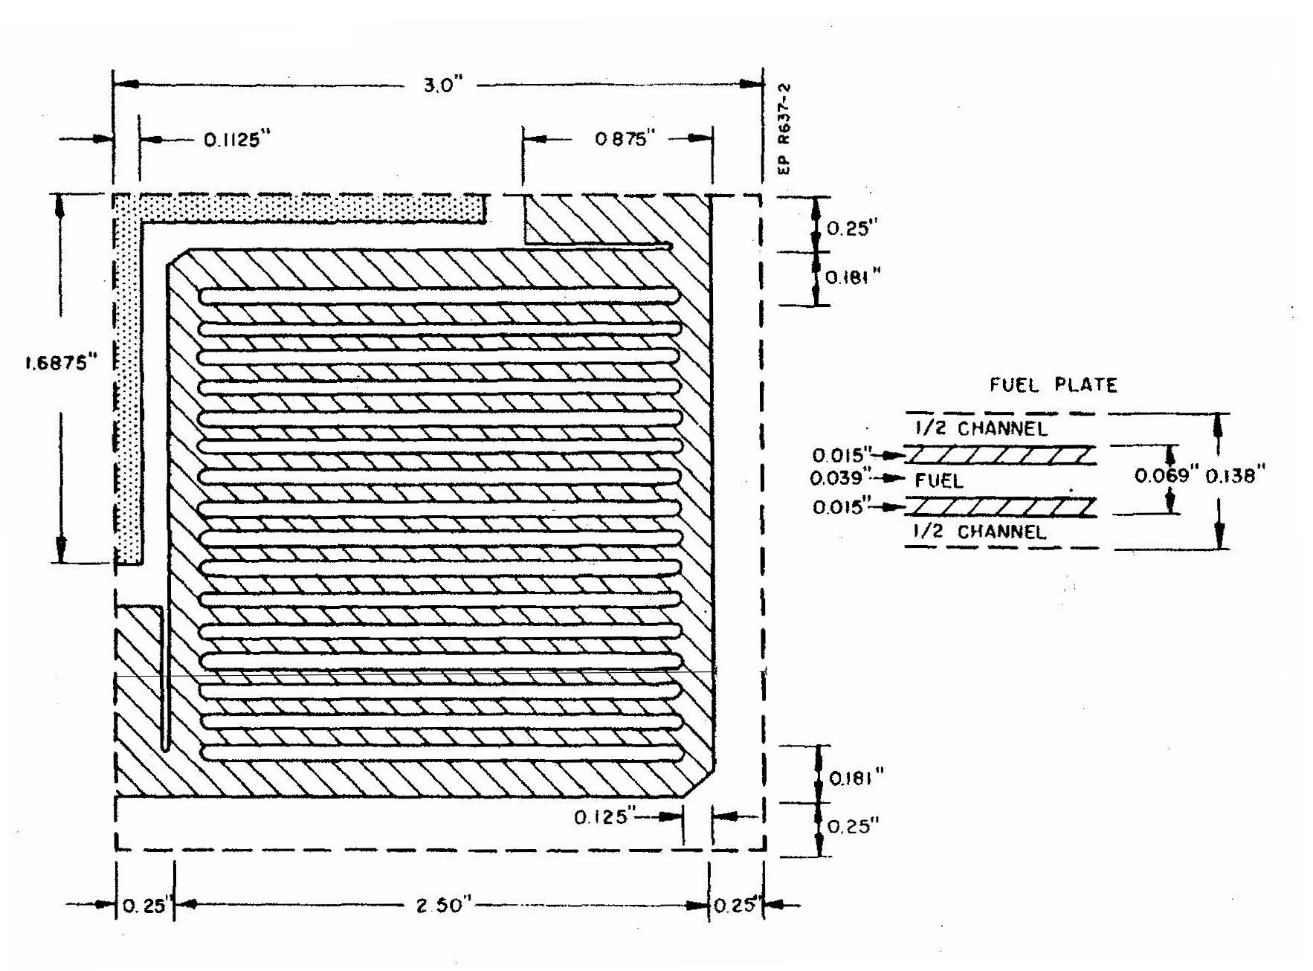 3.0"
EP R637-2
0.1125"
0.875"
0.25"
0.181"
1.6875"
FUEL PLATE
1/2 CHANNEL
0.015"
0.039" FUEL
0.069" 0.138"
0.015"
1/2 CHANNEL
0.181"
0.125"
0.25"
0.25" 2.50" 0.25"